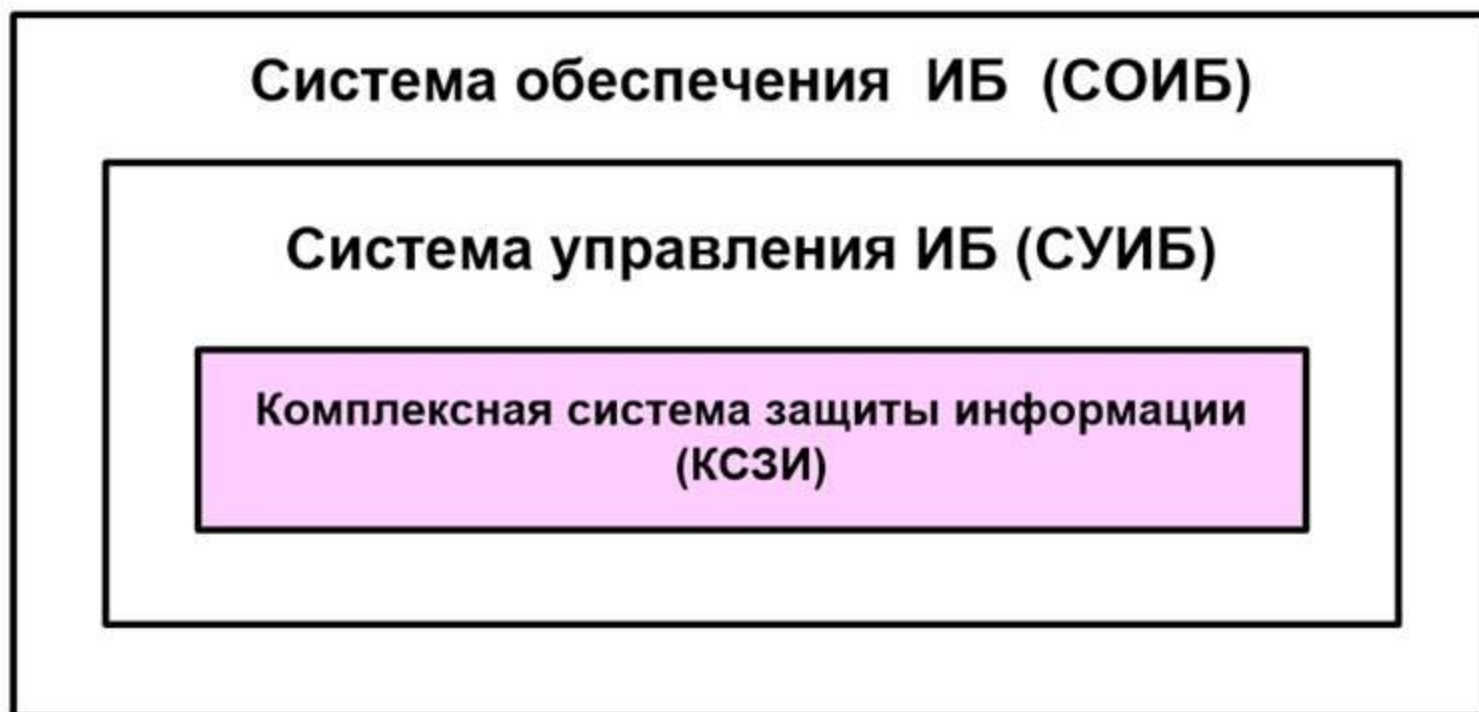 Система обеспечения ИБ (СОИБ)
Система управления ИБ (СУИБ)
Комплексная система защиты информации
(КСЗИ)